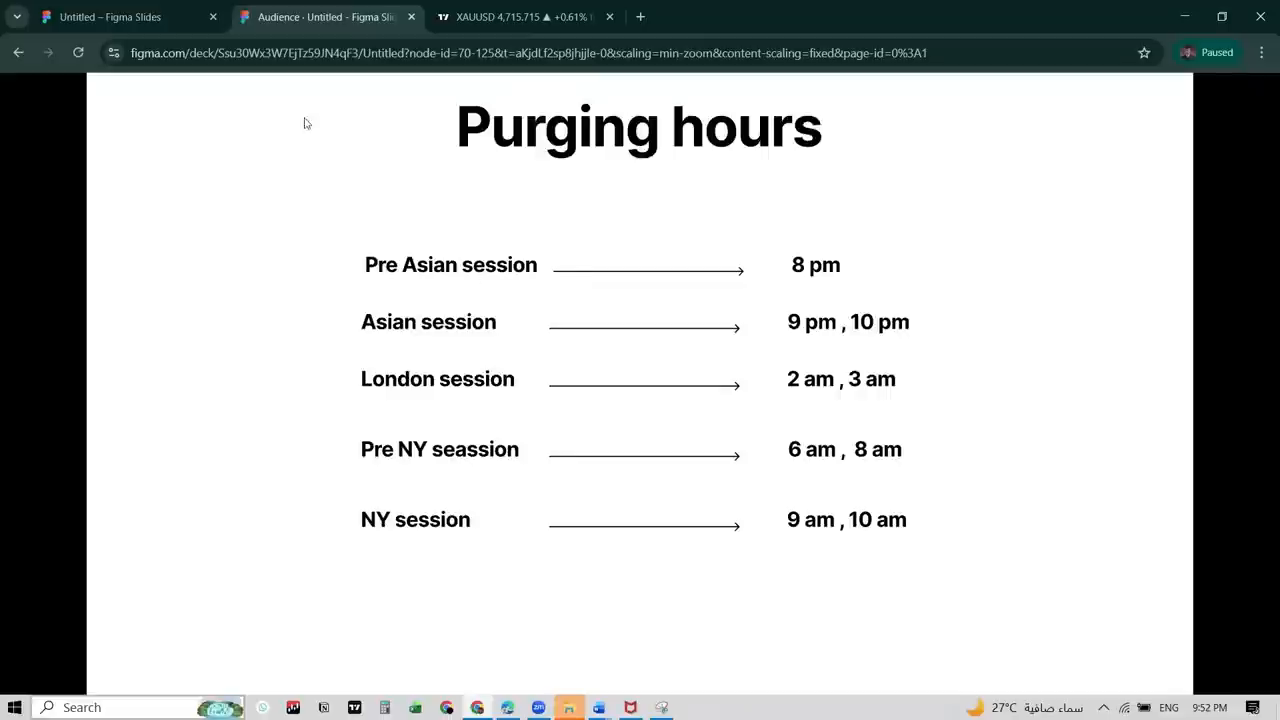 Untitled – Figma Slides
Audience · Untitled - Figma Sli
XAUUSD 4,715.715 ▲ +0.61%
figma.com/deck/Ssu30Wx3W7EjTz59JN4qF3/Untitled?node-id=70-125&t=aKjdLf2sp8jhjjle-0&scaling=min-zoom&content-scaling=fixed&page-id=0%3A1
Paused
Purging hours
Pre Asian session 8 pm
Asian session 9 pm , 10 pm
London session 2 am , 3 am
Pre NY seassion 6 am , 8 am
NY session 9 am , 10 am
Search
27°C سماء صافية
ENG
9:52 PM